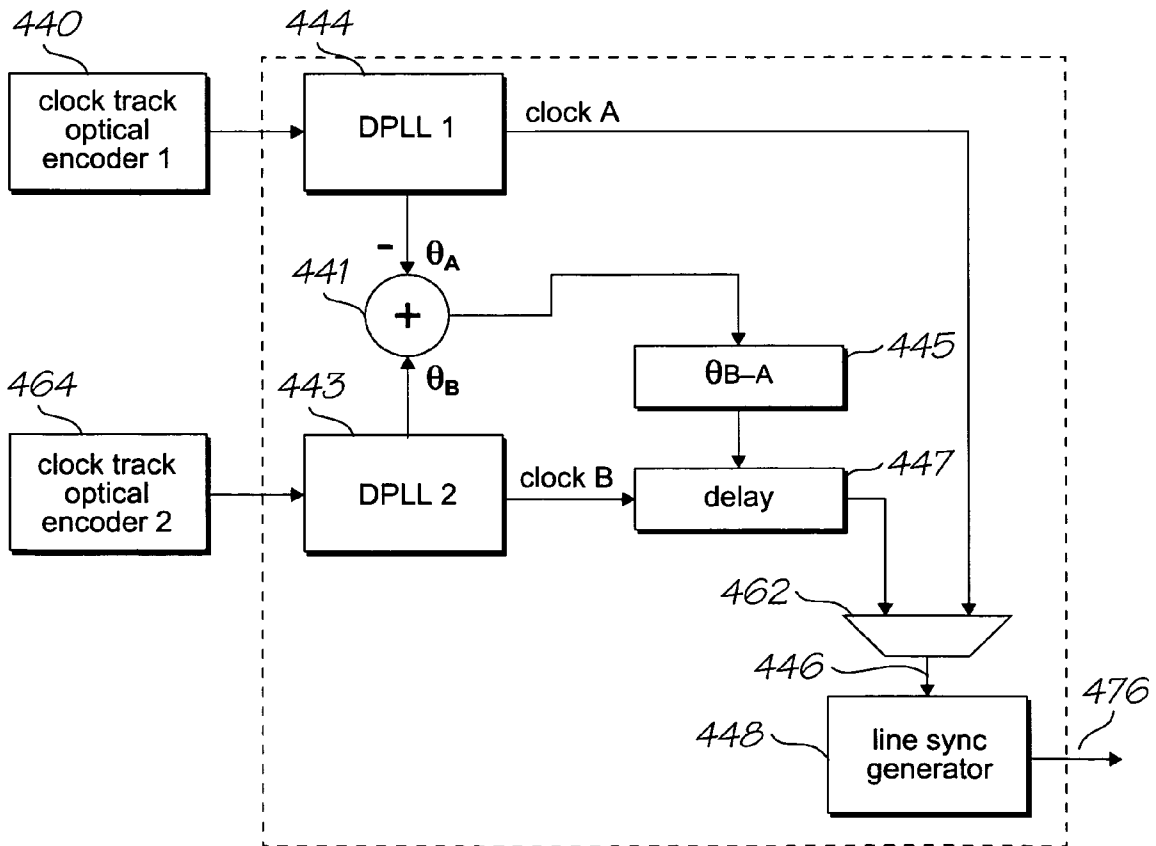 440
444
clock track
optical
encoder 1
DPLL 1
clock A
-
θA
441
+
445
θB–A
θB
464
443
clock track
optical
encoder 2
DPLL 2
clock B
447
delay
462
446
476
448
line sync
generator